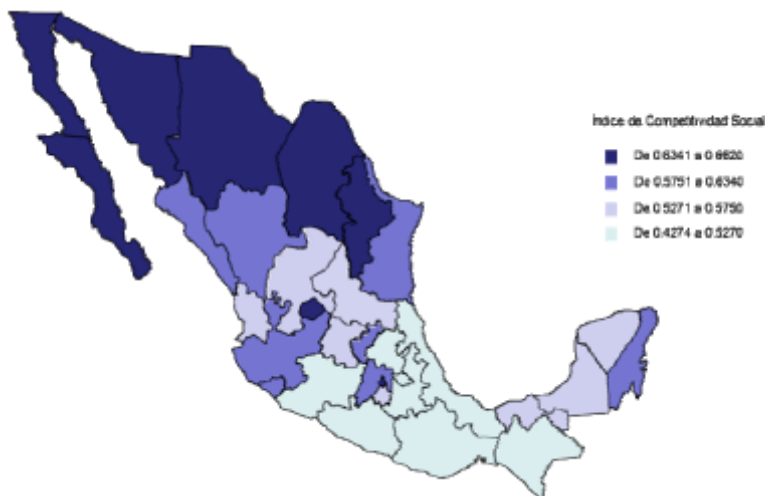 Índice de Competitividad Social
De 0.6341 a 0.6620
De 0.5751 a 0.6340
De 0.5271 a 0.5750
De 0.4274 a 0.5270